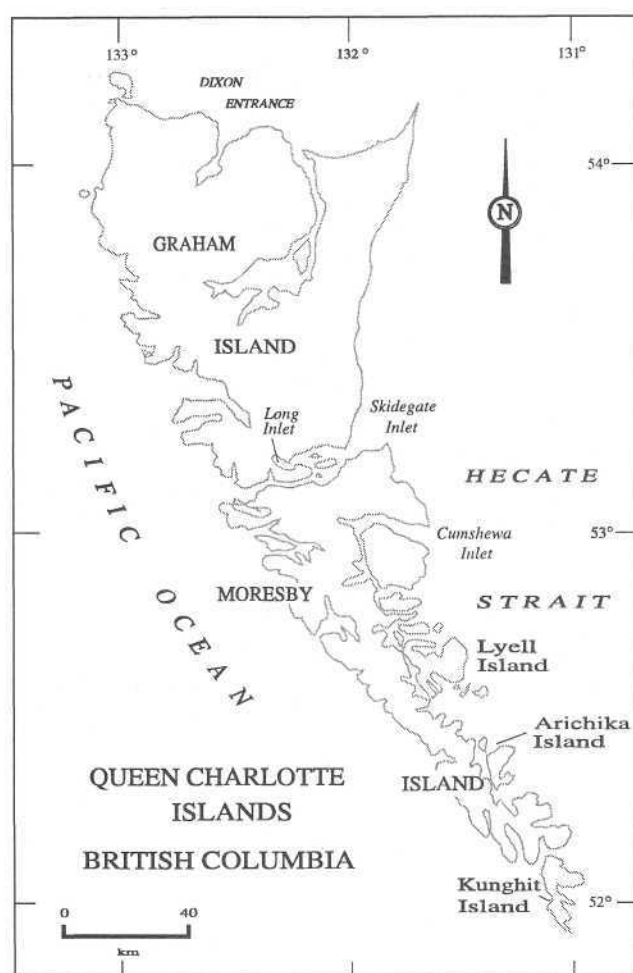 133°
132°
131°
DIXON
ENTRANCE
54°
N
GRAHAM
ISLAND
Long
Inlet
Skidegate
Inlet
PACIFIC OCEAN
HECATE
53°
Cumshewa
Inlet
MORESBY
STRAIT
Lyell
Island
Arichika
Island
ISLAND
QUEEN CHARLOTTE
ISLANDS
BRITISH COLUMBIA
Kunghit
Island
52°
0
40
km